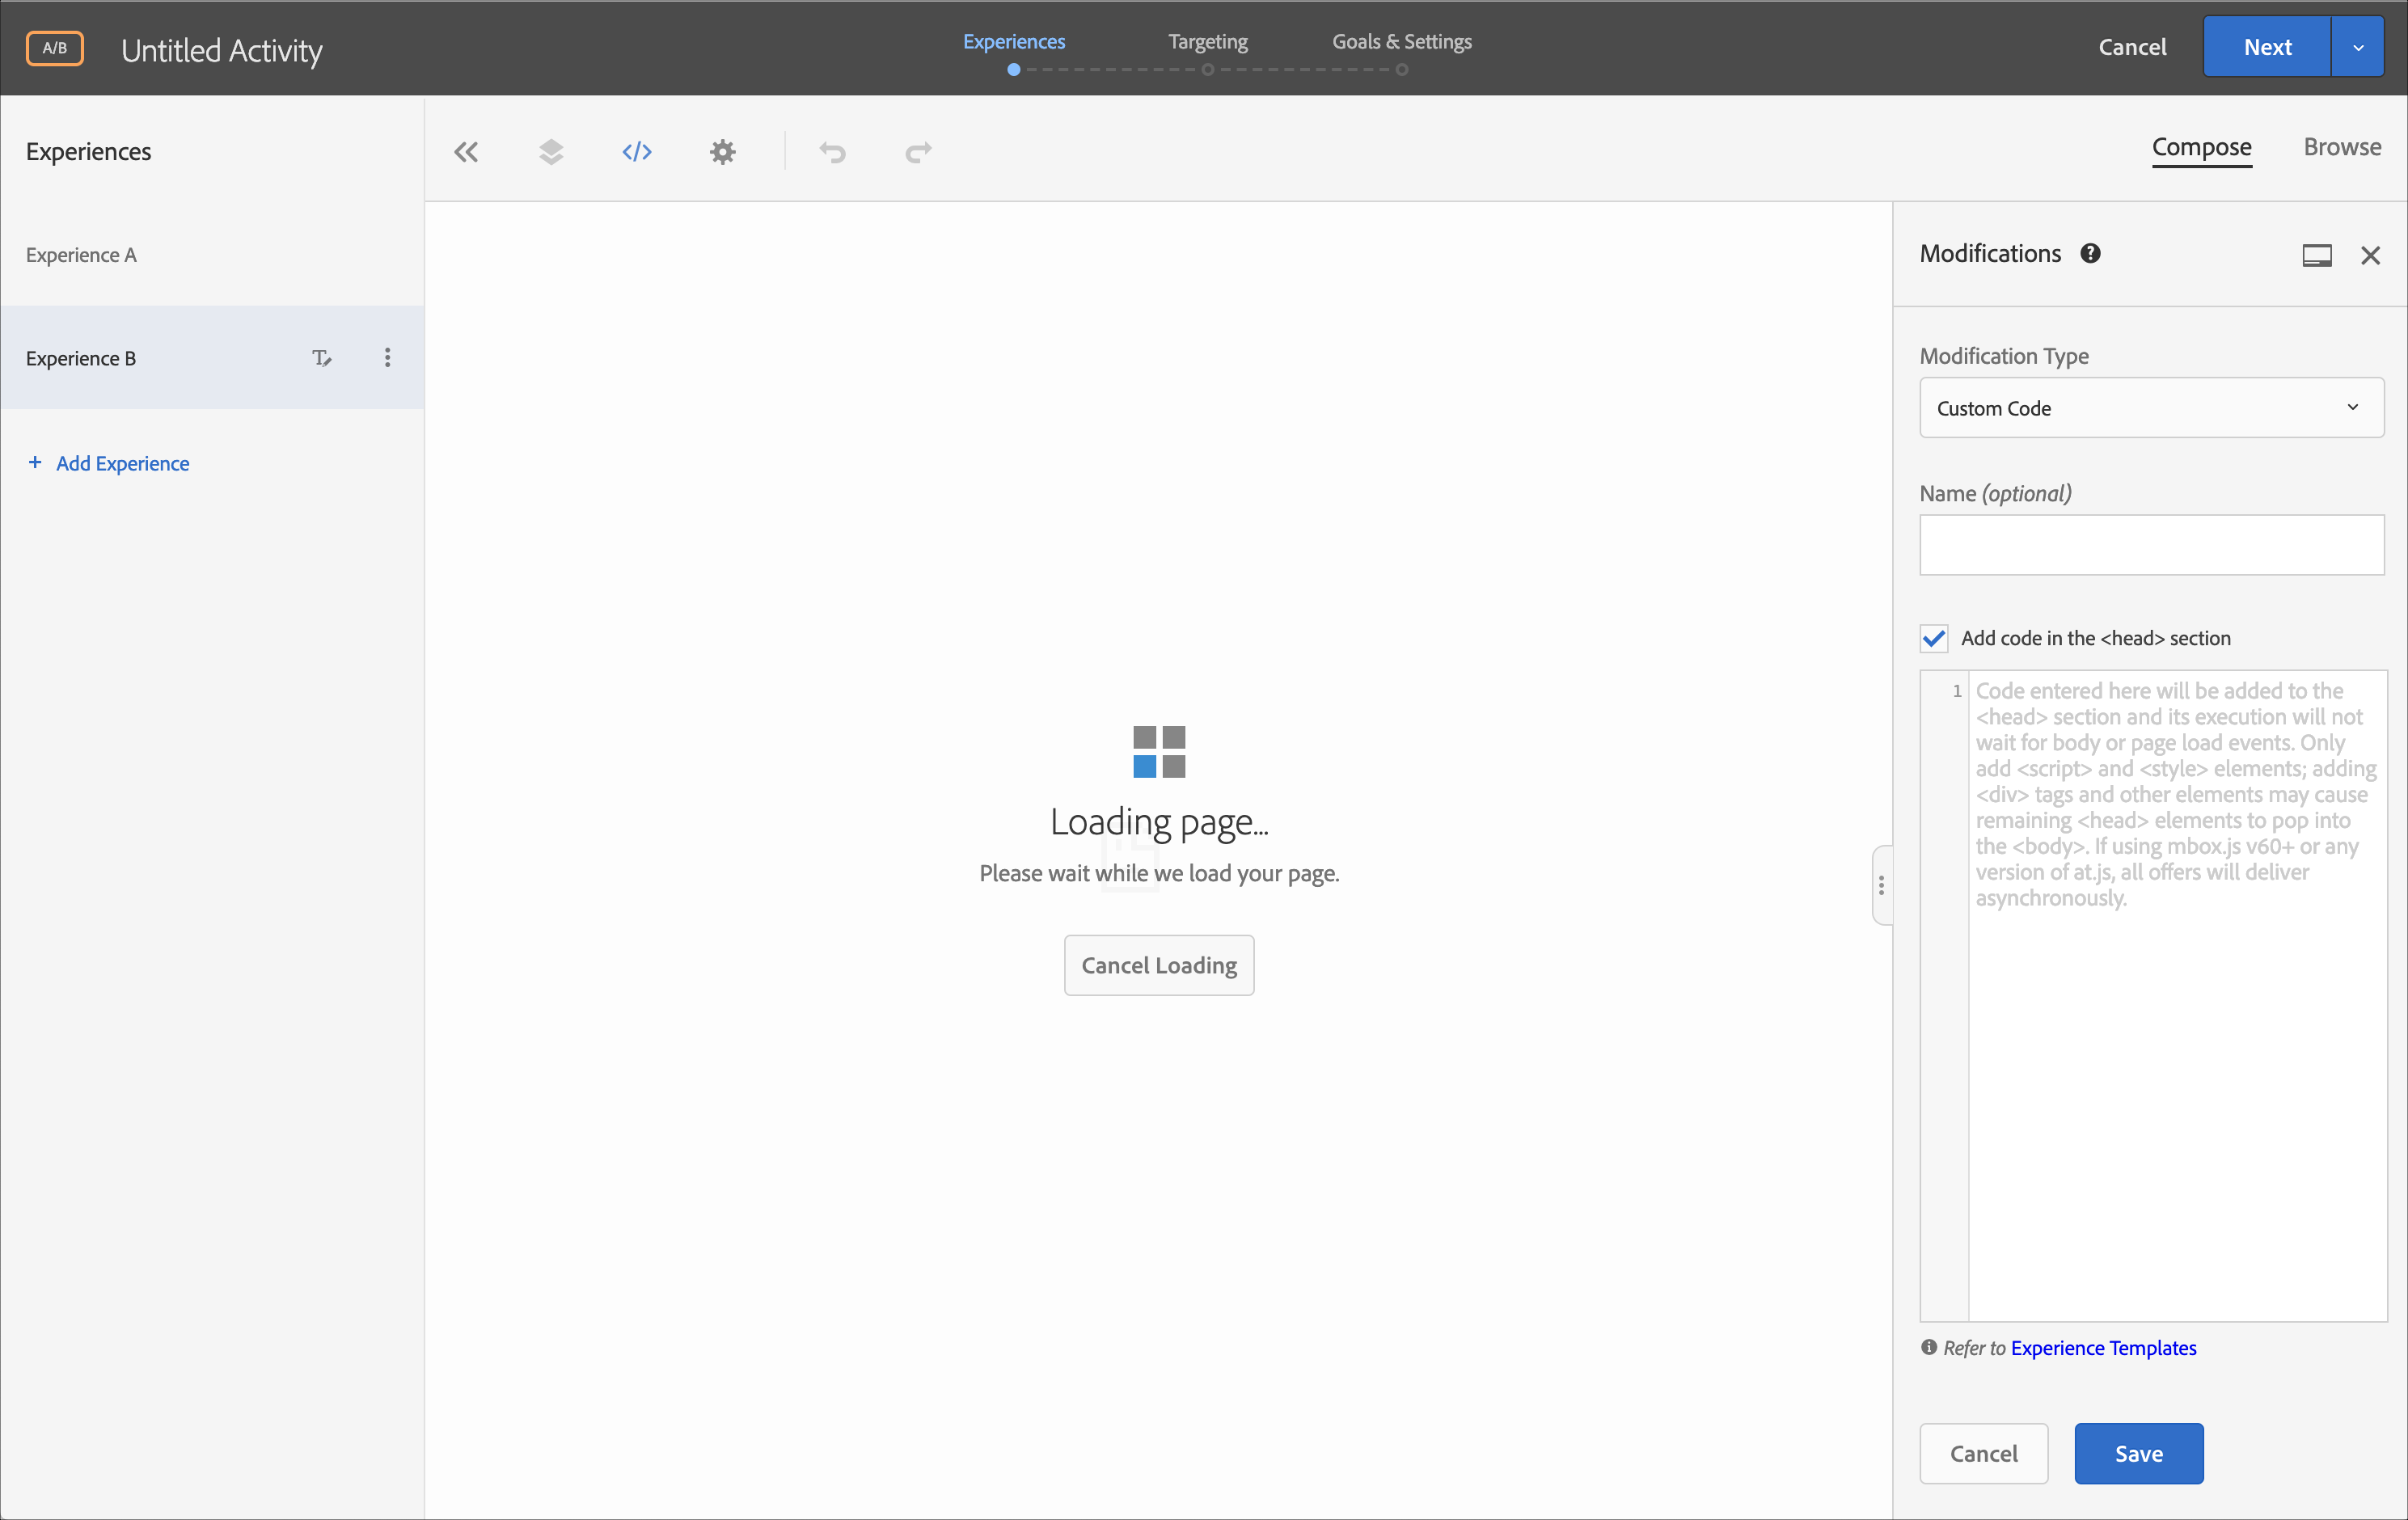 A/B
Untitled Activity
Experiences
Targeting
Goals & Settings
Cancel
Next
Experiences
Compose
Browse
Experience A
Experience B
+ Add Experience
Loading page...
Please wait while we load your page.
Cancel Loading
Modifications
Modification Type
Custom Code
Name (optional)
Add code in the <head> section
1
Code entered here will be added to the
<head> section and its execution will not
wait for body or page load events. Only
add <script> and <style> elements; adding
<div> tags and other elements may cause
remaining <head> elements to pop into
the <body>. If using mbox.js v60+ or any
version of at.js, all offers will deliver
asynchronously.
Refer to Experience Templates
Cancel
Save